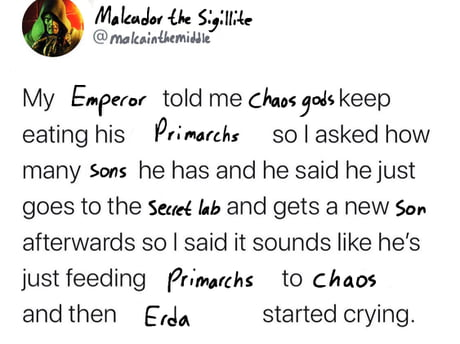 Malcador the Sigillite
@malcainthemiddle
My Emperor told me chaos gods keep
eating his Primarchs so I asked how
many Sons he has and he said he just
goes to the Secret lab and gets a new Son
afterwards so I said it sounds like he's
just feeding Primarchs to chaos
and then Erda started crying.